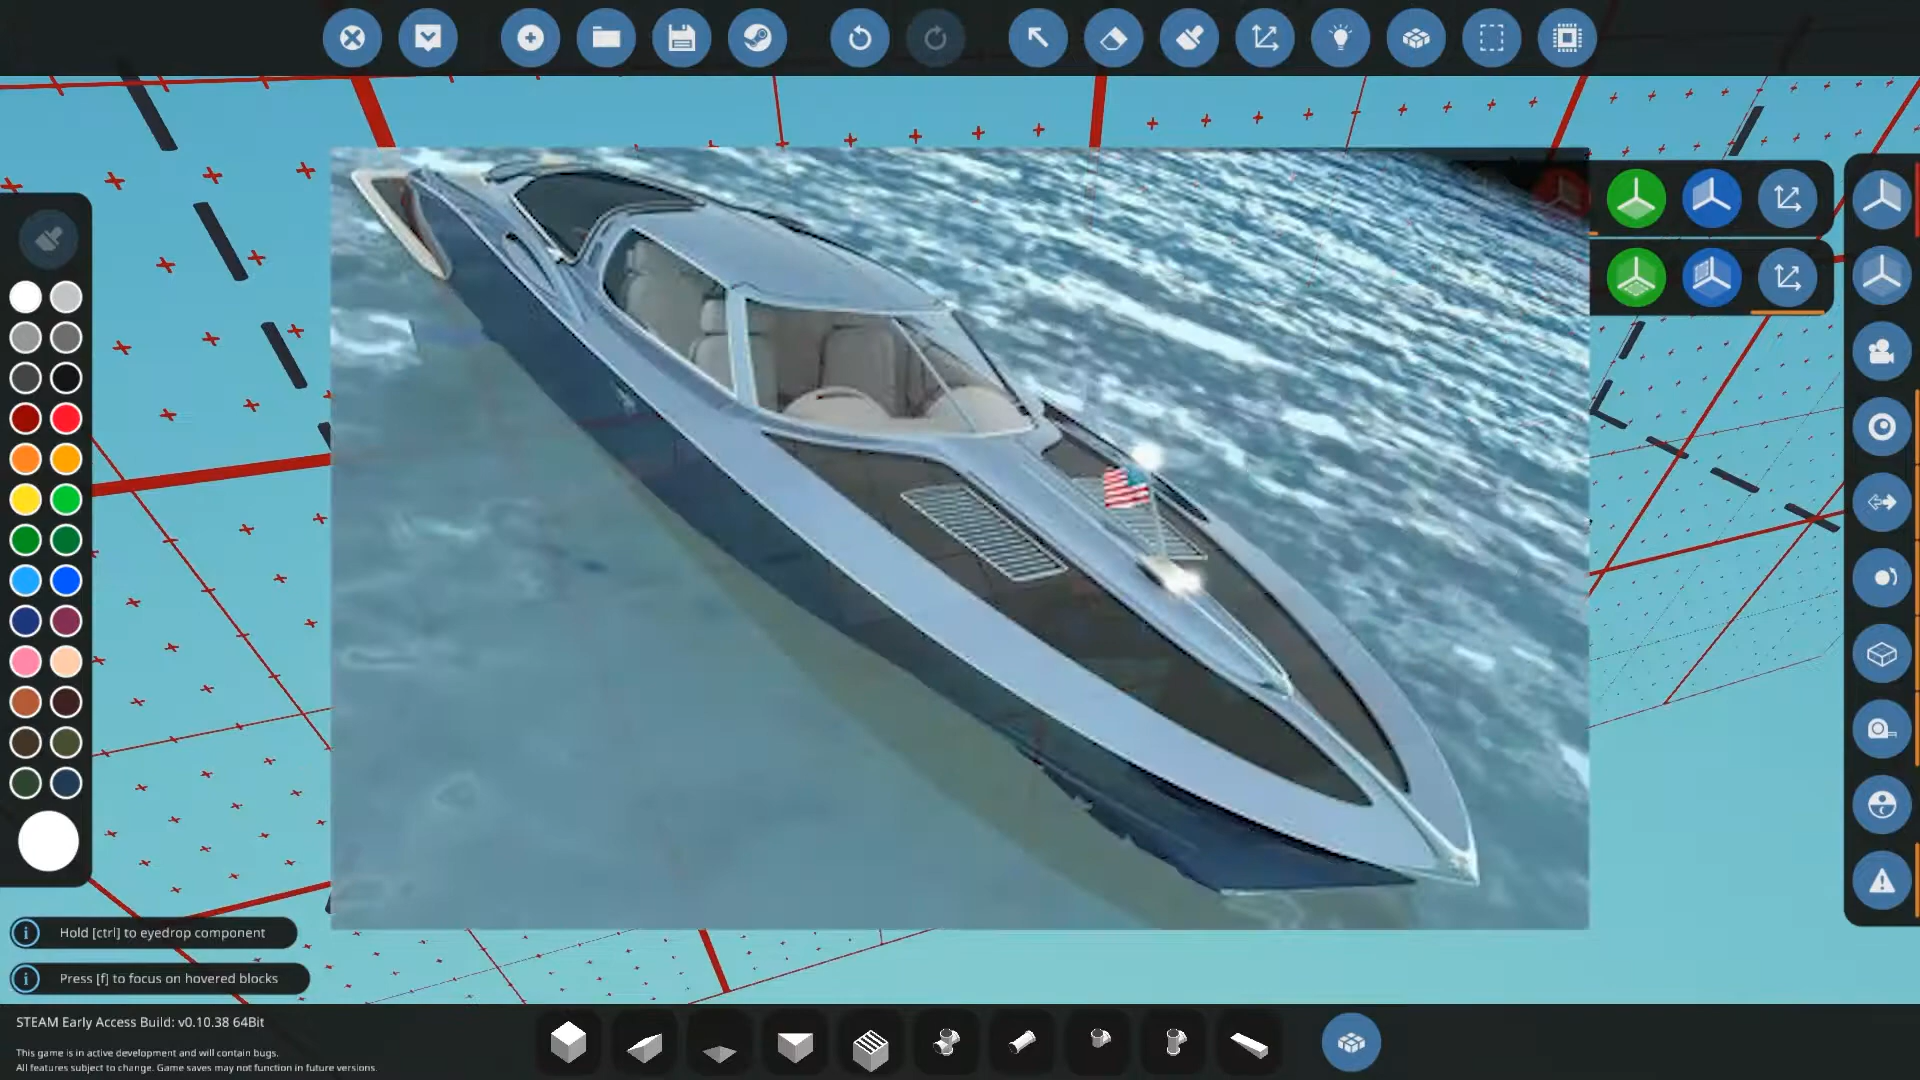 Hold [ctrl] to eyedrop component
Press [f] to focus on hovered blocks
STEAM Early Access Build: v0.10.38 64Bit
This game is in active development and will contain bugs.
All features subject to change. Game saves may not function in future versions.